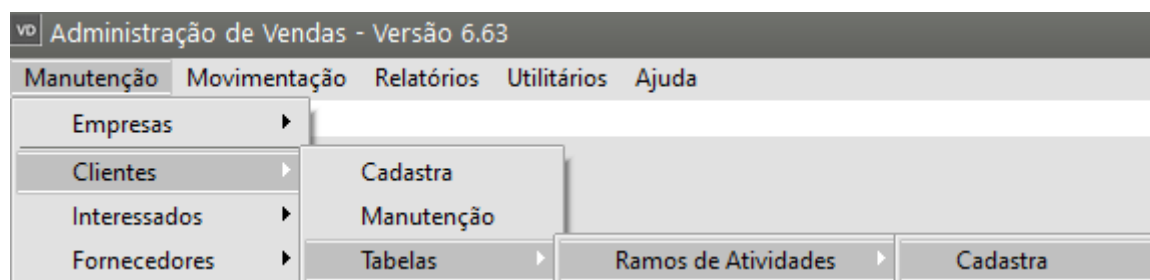 VD Administração de Vendas - Versão 6.63
Manutenção Movimentação Relatórios Utilitários Ajuda
Empresas
Clientes Cadastra
Interessados Manutenção
Fornecedores Tabelas Ramos de Atividades Cadastra